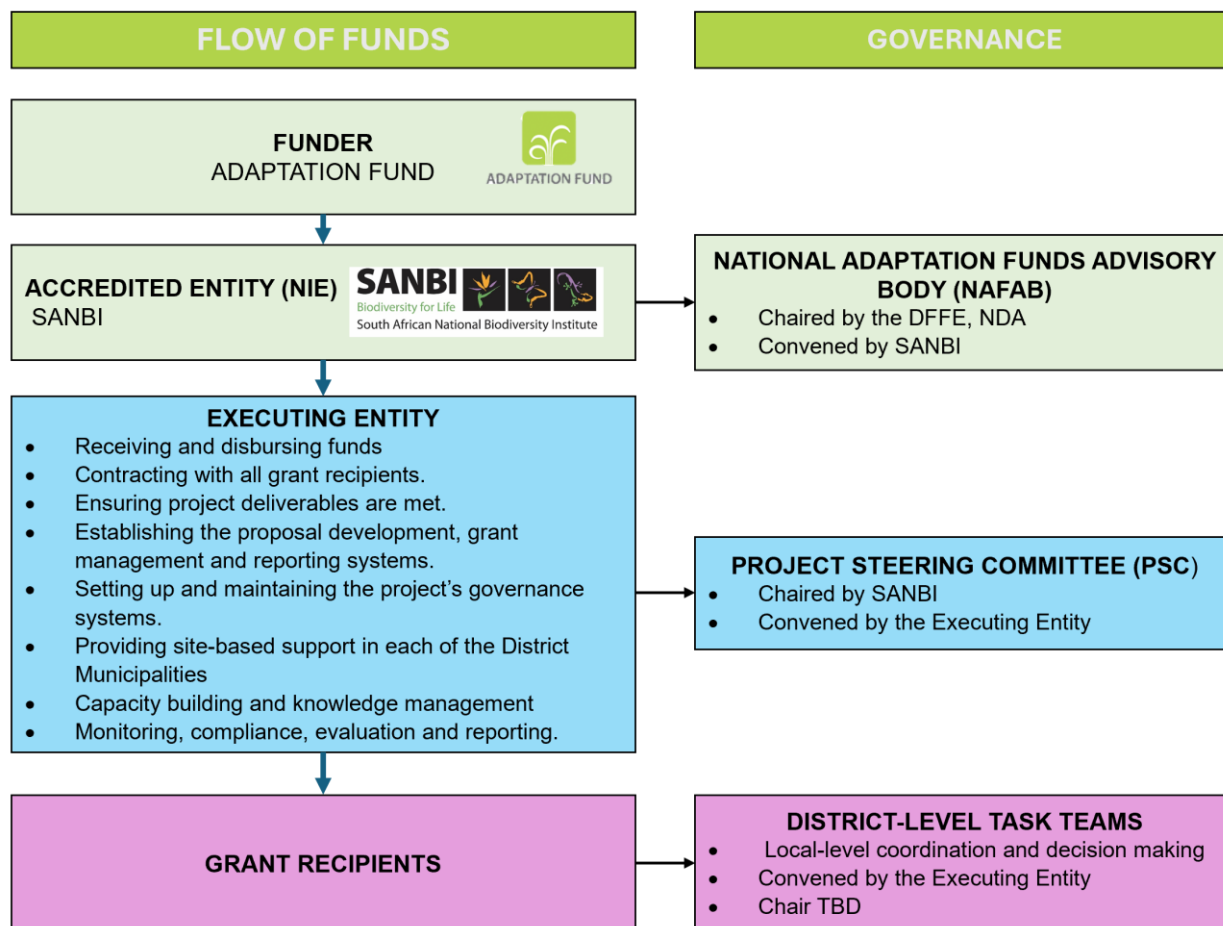 FLOW OF FUNDS
GOVERNANCE
FUNDER
ADAPTATION FUND
ADAPTATION FUND
ACCREDITED ENTITY (NIE)
SANBI
SANBI
Biodiversity for Life
South African National Biodiversity Institute
NATIONAL ADAPTATION FUNDS ADVISORY
BODY (NAFAB)
• Chaired by the DFFE, NDA
• Convened by SANBI
EXECUTING ENTITY
• Receiving and disbursing funds
• Contracting with all grant recipients.
• Ensuring project deliverables are met.
• Establishing the proposal development, grant
management and reporting systems.
• Setting up and maintaining the project’s governance
systems.
• Providing site-based support in each of the District
Municipalities
• Capacity building and knowledge management
• Monitoring, compliance, evaluation and reporting.
PROJECT STEERING COMMITTEE (PSC)
• Chaired by SANBI
• Convened by the Executing Entity
GRANT RECIPIENTS
DISTRICT-LEVEL TASK TEAMS
• Local-level coordination and decision making
• Convened by the Executing Entity
• Chair TBD